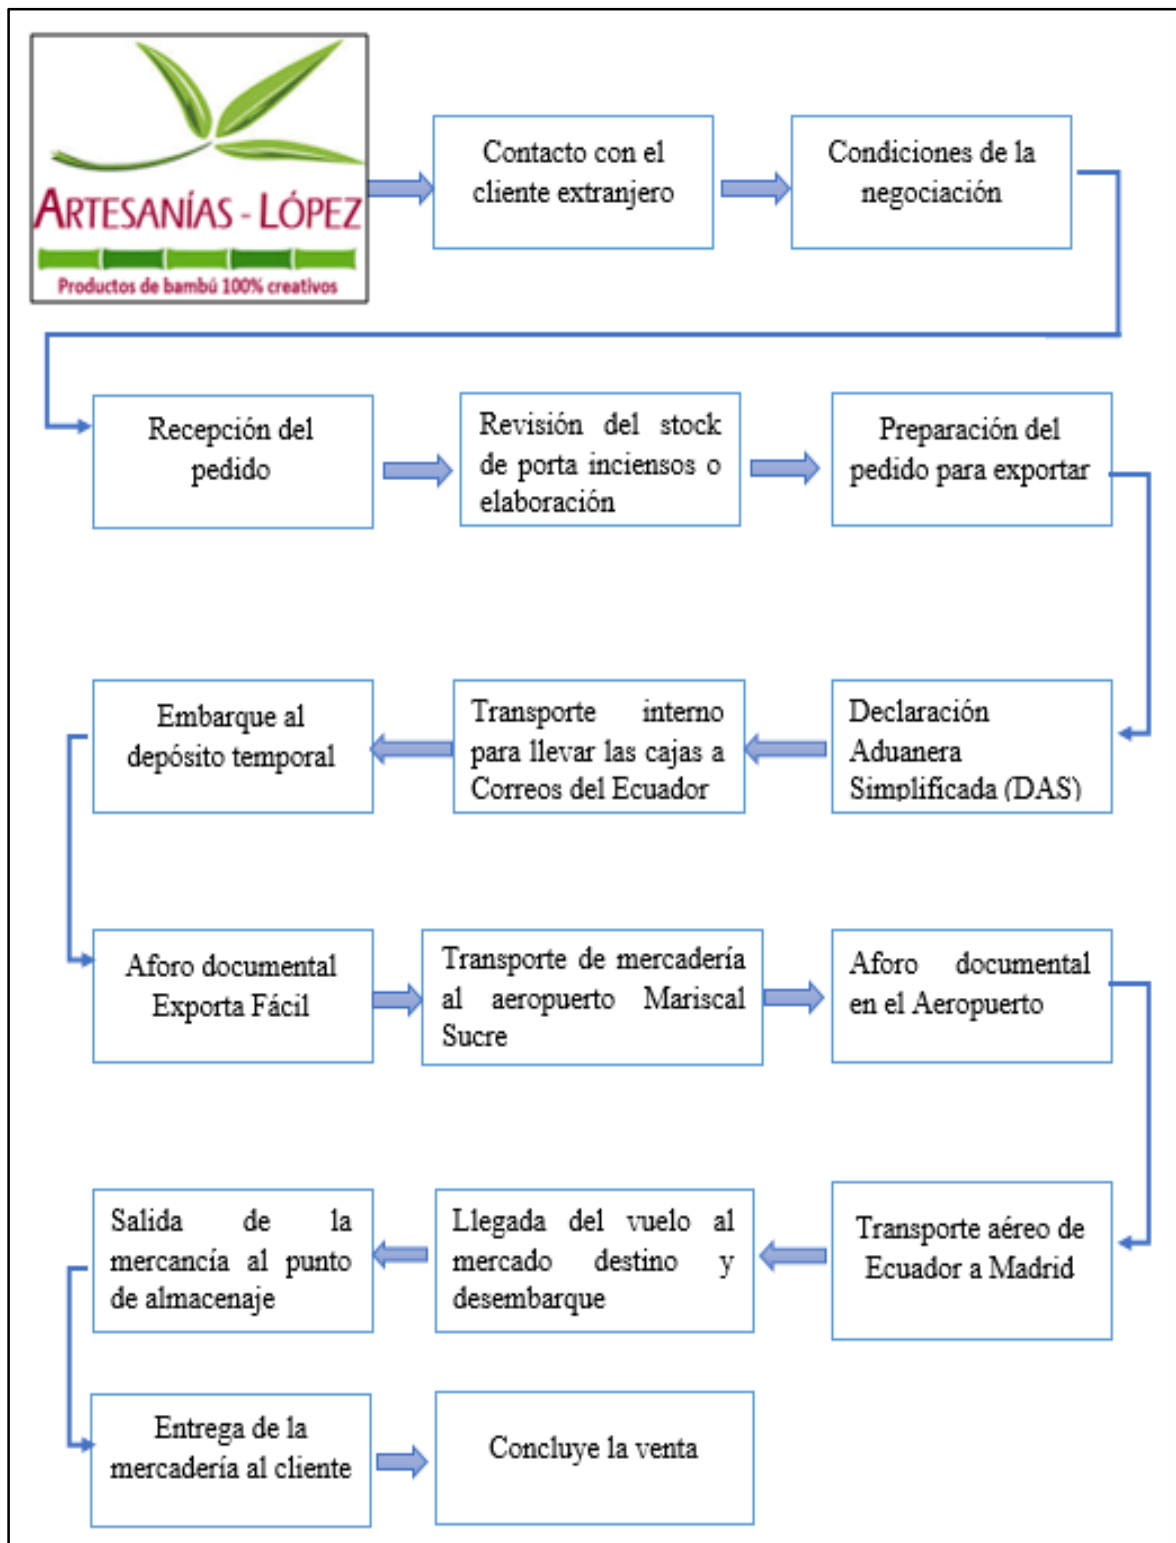 ARTESANÍAS - LÓPEZ
Productos de bambú 100% creativos
Contacto con el
cliente extranjero
Condiciones de la
negociación
Recepción del
pedido
Revisión del stock
de porta inciensos o
elaboración
Preparación del
pedido para exportar
Declaración
Aduanera
Simplificada (DAS)
Transporte interno
para llevar las cajas a
Correos del Ecuador
Embarque al
depósito temporal
Aforo documental
Exporta Fácil
Transporte de mercadería
al aeropuerto Mariscal
Sucre
Aforo documental
en el Aeropuerto
Transporte aéreo de
Ecuador a Madrid
Llegada del vuelo al
mercado destino y
desembarque
Salida de la
mercancía al punto
de almacenaje
Entrega de la
mercadería al cliente
Concluye la venta